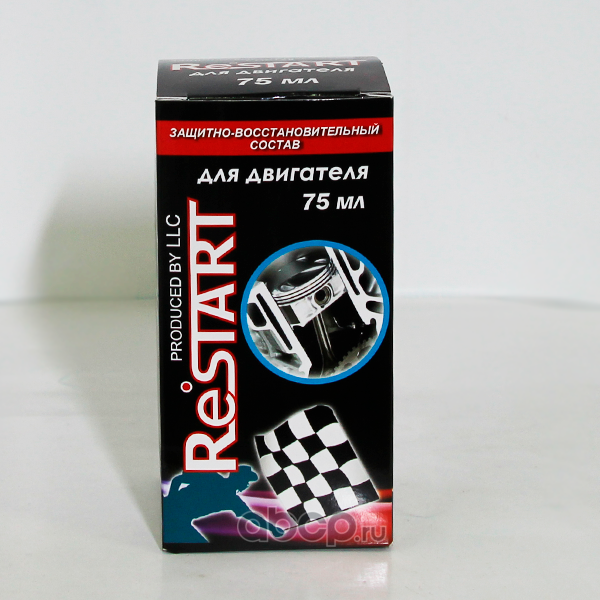 ReSTART
для двигателя
75 мл
ЗАЩИТНО-ВОССТАНОВИТЕЛЬНЫЙ
СОСТАВ
для двигателя
75 мл
PRODUCED BY LLC
ReSTART
abcp.ru